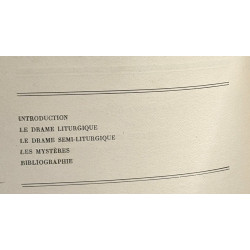 INTRODUCTION
LE DRAME LITURGIQUE
LE DRAME SEMI-LITURGIQUE
LES MYSTÈRES
BIBLIOGRAPHIE